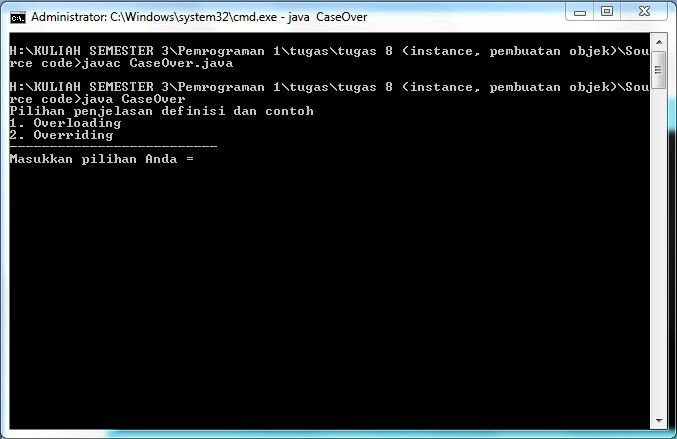 Administrator: C:\Windows\system32\cmd.exe - java  CaseOver
H:\KULIAH SEMESTER 3\Pemrograman 1\tugas\tugas 8 (instance, pembuatan objek)\Sou
rce code>javac CaseOver.java
H:\KULIAH SEMESTER 3\Pemrograman 1\tugas\tugas 8 (instance, pembuatan objek)\Sou
rce code>java CaseOver
Pilihan penjelasan definisi dan contoh
1. Overloading
2. Overriding
--------------------------
Masukkan pilihan Anda =